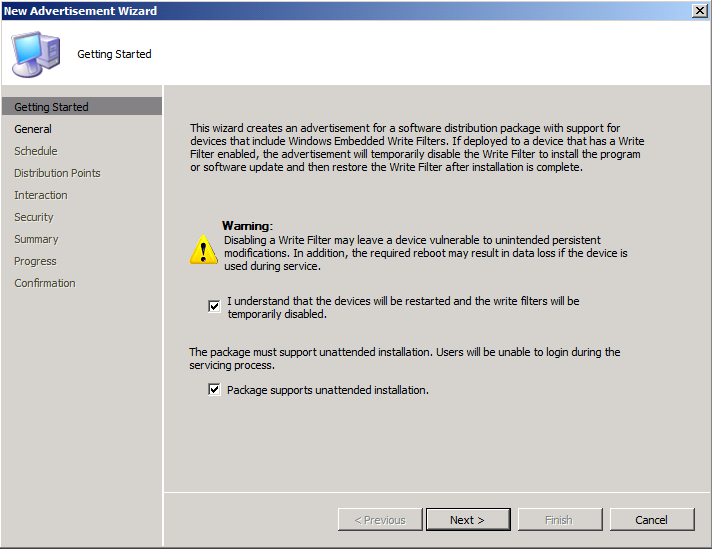 New Advertisement Wizard
Getting Started
Getting Started
General
Schedule
Distribution Points
Interaction
Security
Summary
Progress
Confirmation
This wizard creates an advertisement for a software distribution package with support for
devices that include Windows Embedded Write Filters. If deployed to a device that has a Write
Filter enabled, the advertisement will temporarily disable the Write Filter to install the program
or software update and then restore the Write Filter after installation is complete.
Warning:
Disabling a Write Filter may leave a device vulnerable to unintended persistent
modifications. In addition, the required reboot may result in data loss if the device is
used during service.
I understand that the devices will be restarted and the write filters will be
temporarily disabled.
The package must support unattended installation. Users will be unable to login during the
servicing process.
Package supports unattended installation.
< Previous
Next >
Finish
Cancel